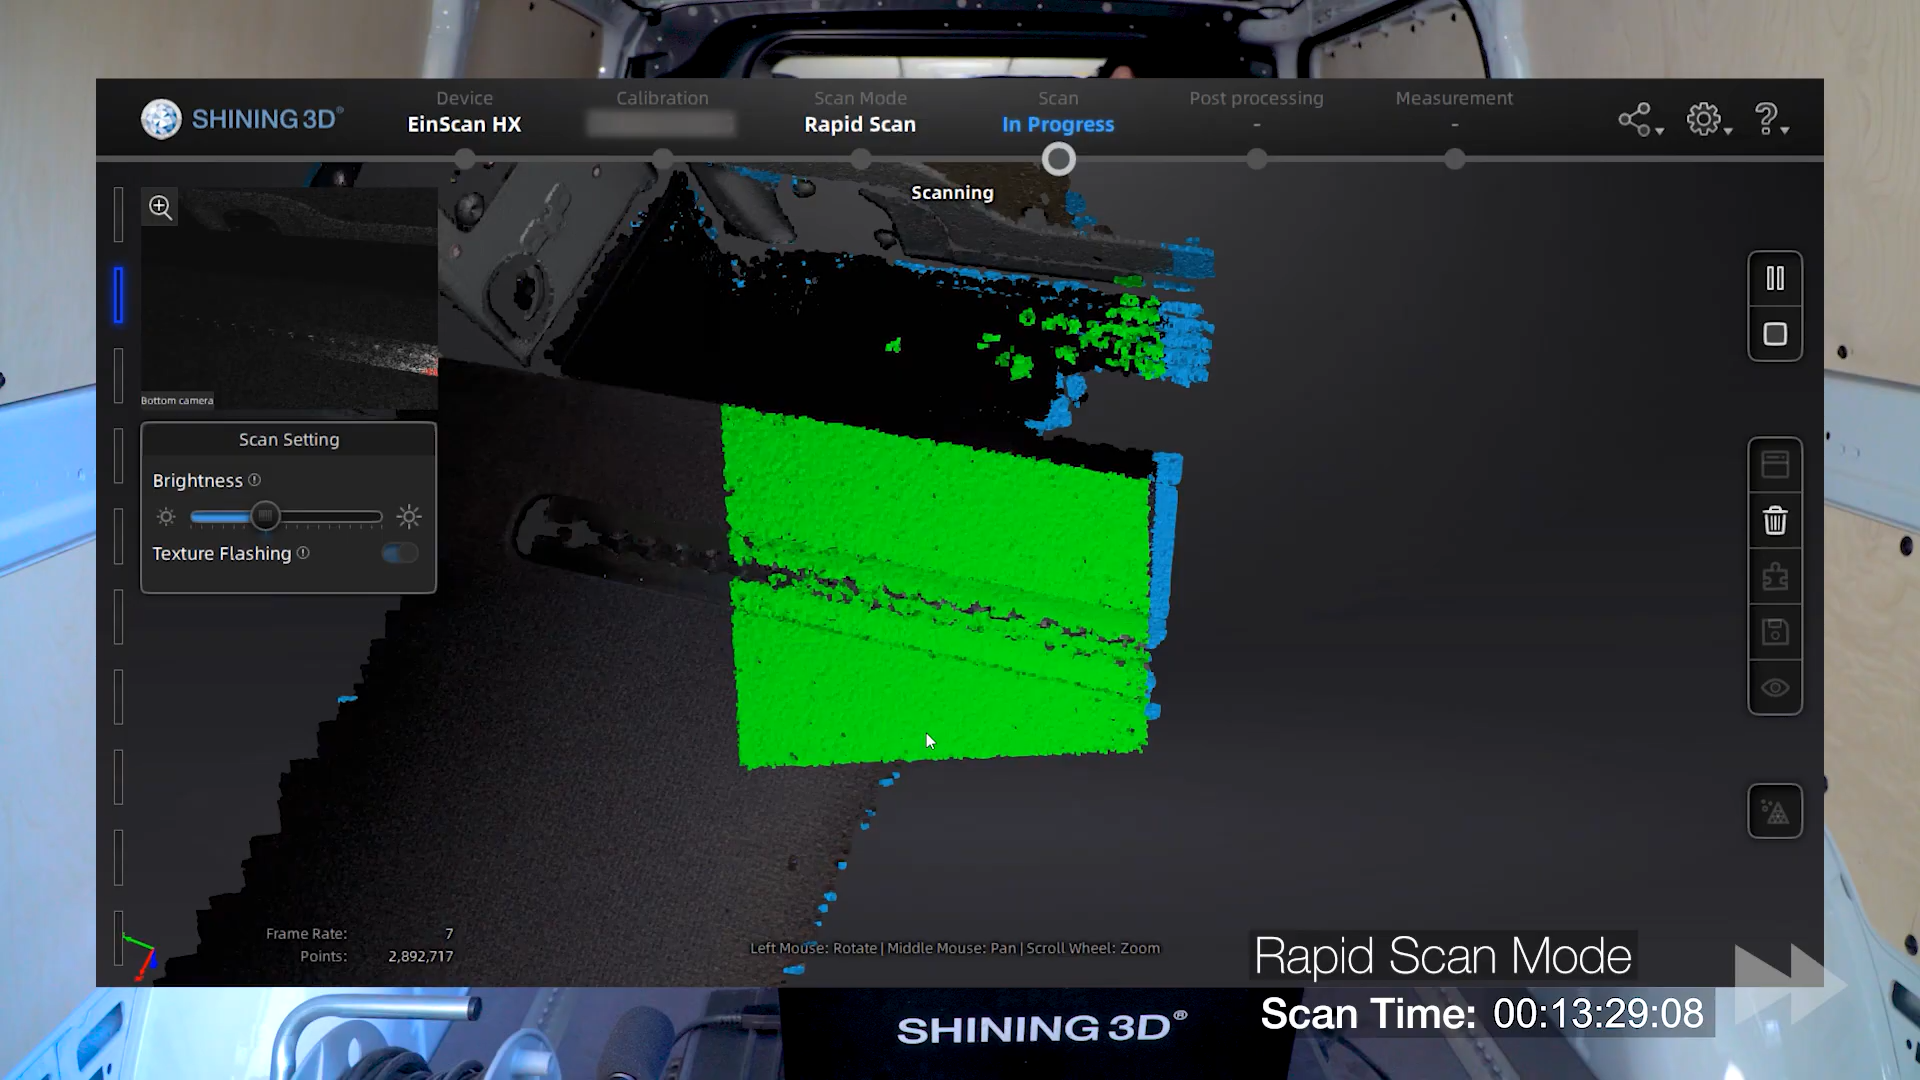 SHINING 3D®
Device
EinScan HX
Calibration
Scan Mode
Rapid Scan
Scan
In Progress
Post processing
-
Measurement
-
Scanning
Bottom camera
Scan Setting
Brightness
Texture Flashing
Frame Rate: 7
Points: 2,892,717
Left Mouse: Rotate | Middle Mouse: Pan | Scroll Wheel: Zoom
Rapid Scan Mode
Scan Time: 00:13:29:08
SHINING 3D®